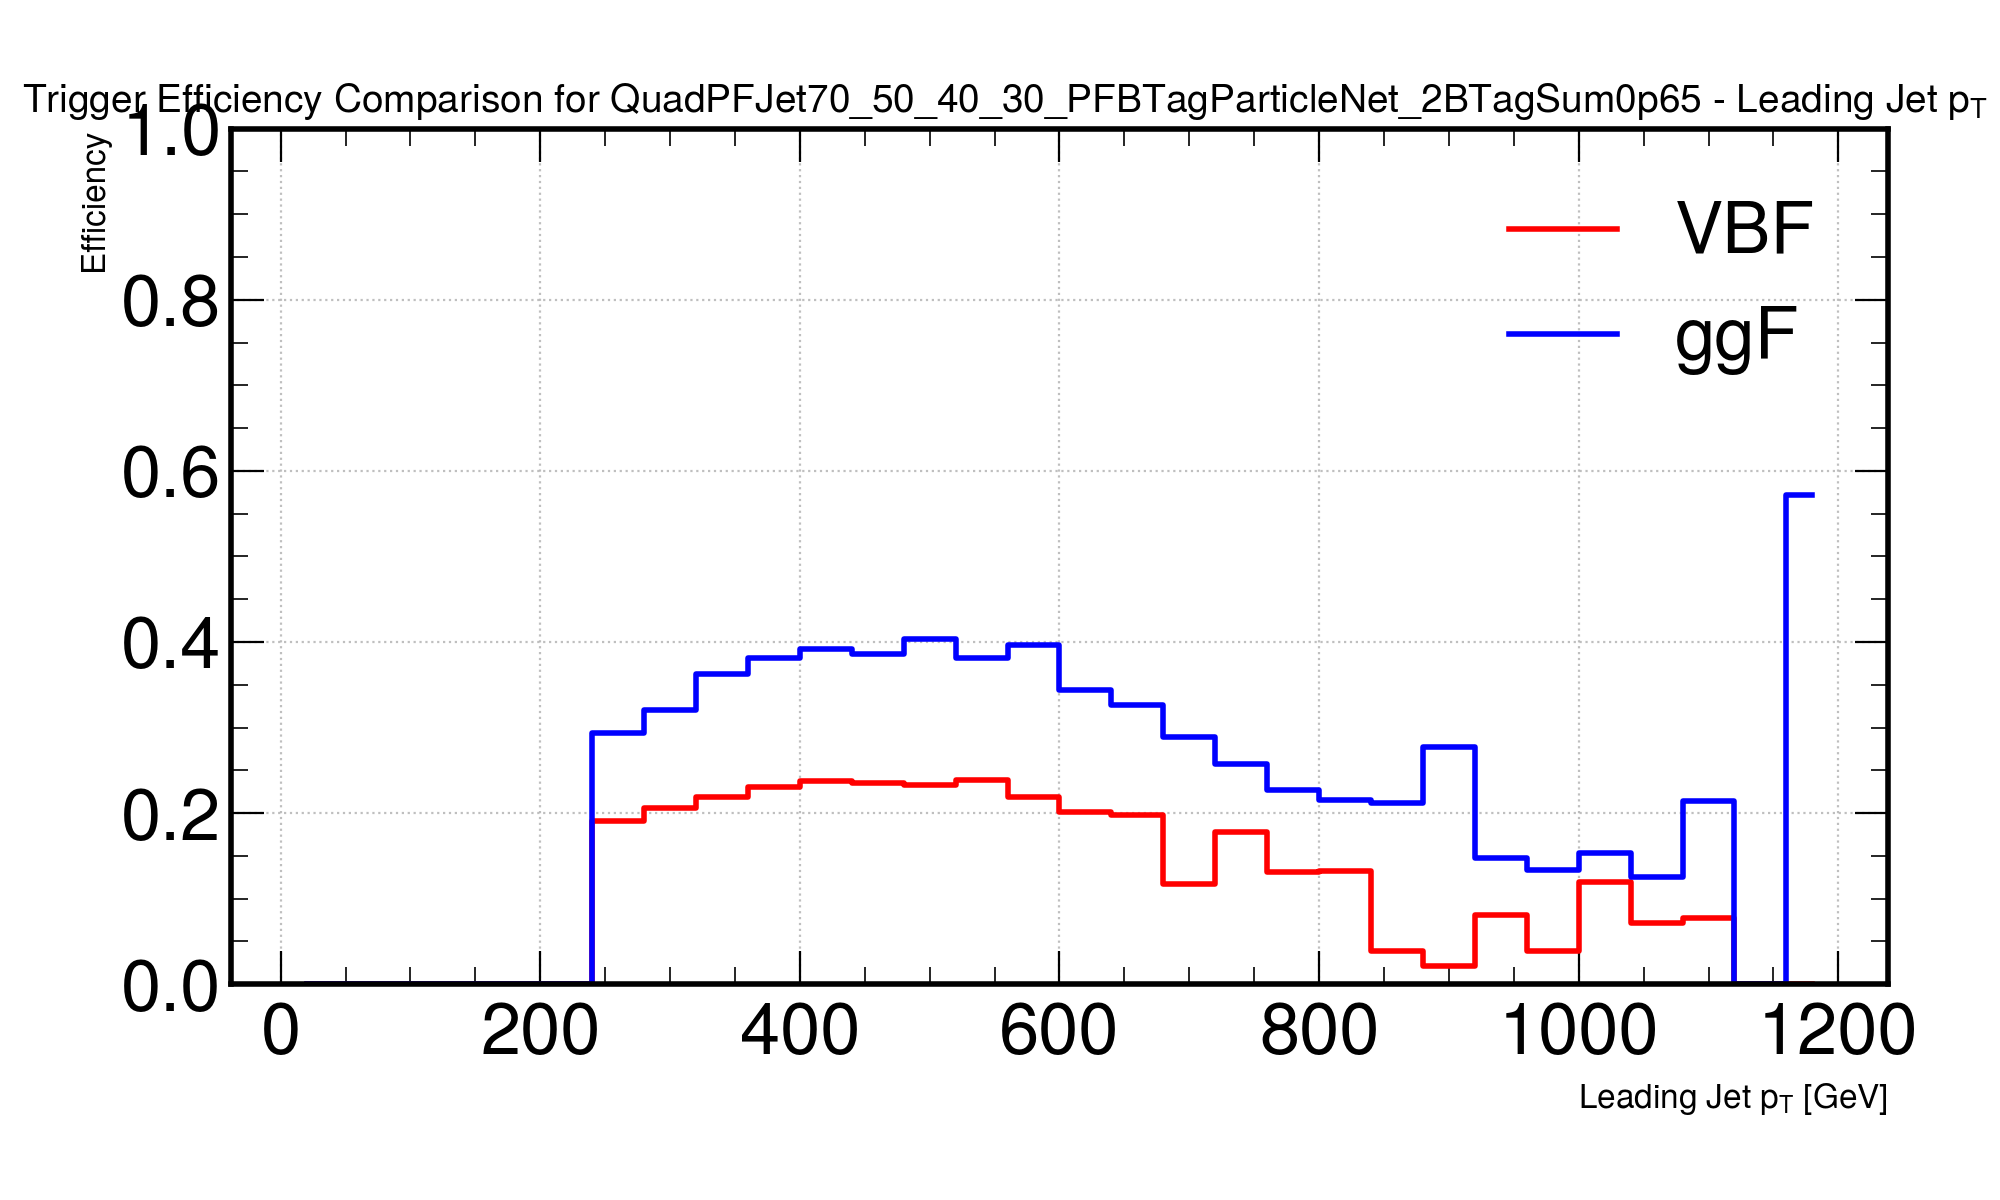 Trigger Efficiency Comparison for QuadPFJet70_50_40_30_PFBTagParticleNet_2BTagSum0p65 - Leading Jet pT
Efficiency
1.0
0.8
0.6
0.4
0.2
0.0
VBF
ggF
0 200 400 600 800 1000 1200
Leading Jet pT [GeV]